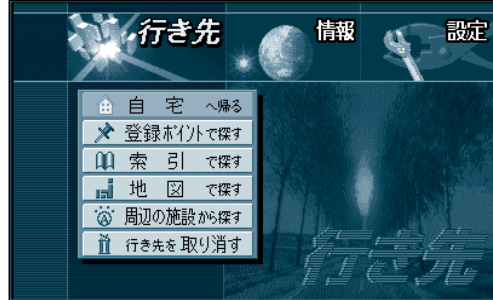 行き先
情報
設定
自宅へ帰る
登録ポイントで探す
索引で探す
地図で探す
周辺の施設から探す
行き先を取り消す
行き先